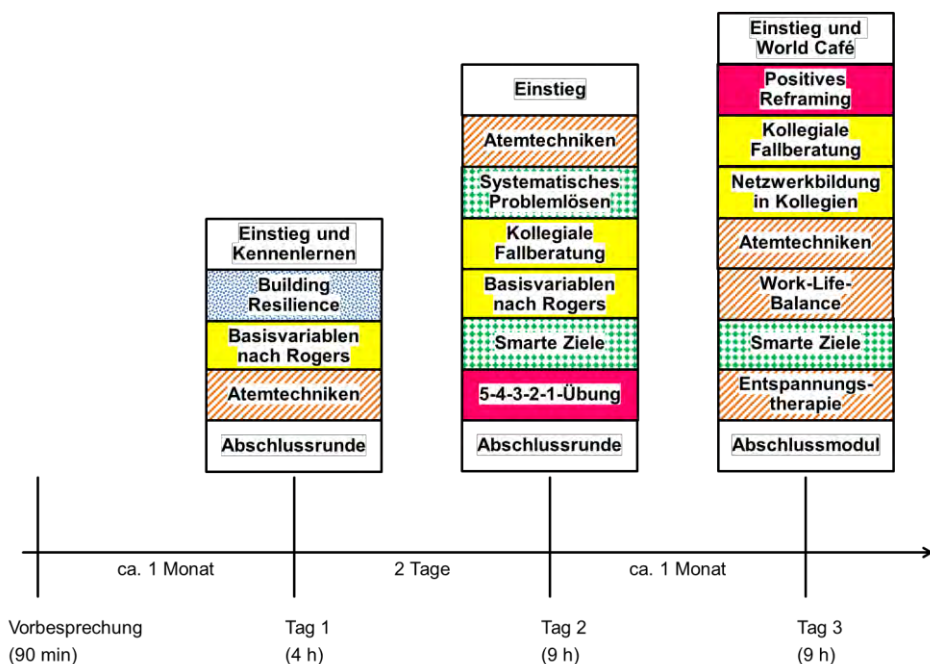 Einstieg und
Kennenlernen
Building
Resilience
Basisvariablen
nach Rogers
Atemtechniken
Abschlussrunde
Einstieg
Atemtechniken
Systematisches
Problemlösen
Kollegiale
Fallberatung
Basisvariablen
nach Rogers
Smarte Ziele
5-4-3-2-1-Übung
Abschlussrunde
Einstieg und
World Café
Positives
Reframing
Kollegiale
Fallberatung
Netzwerkbildung
in Kollegien
Atemtechniken
Work-Life-
Balance
Smarte Ziele
Entspannungs-
therapie
Abschlussmodul
ca. 1 Monat
2 Tage
ca. 1 Monat
Vorbesprechung
(90 min)
Tag 1
(4 h)
Tag 2
(9 h)
Tag 3
(9 h)